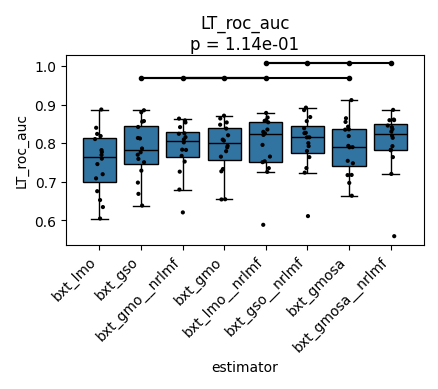 LT_roc_auc
p = 1.14e-01
1.0
0.9
0.8
0.7
0.6
LT_roc_auc
bxt_lmo
bxt_gso
bxt_gmo__nrlmf
bxt_gmo
bxt_lmo__nrlmf
bxt_gso__nrlmf
bxt_gmosa
bxt_gmosa__nrlmf
estimator